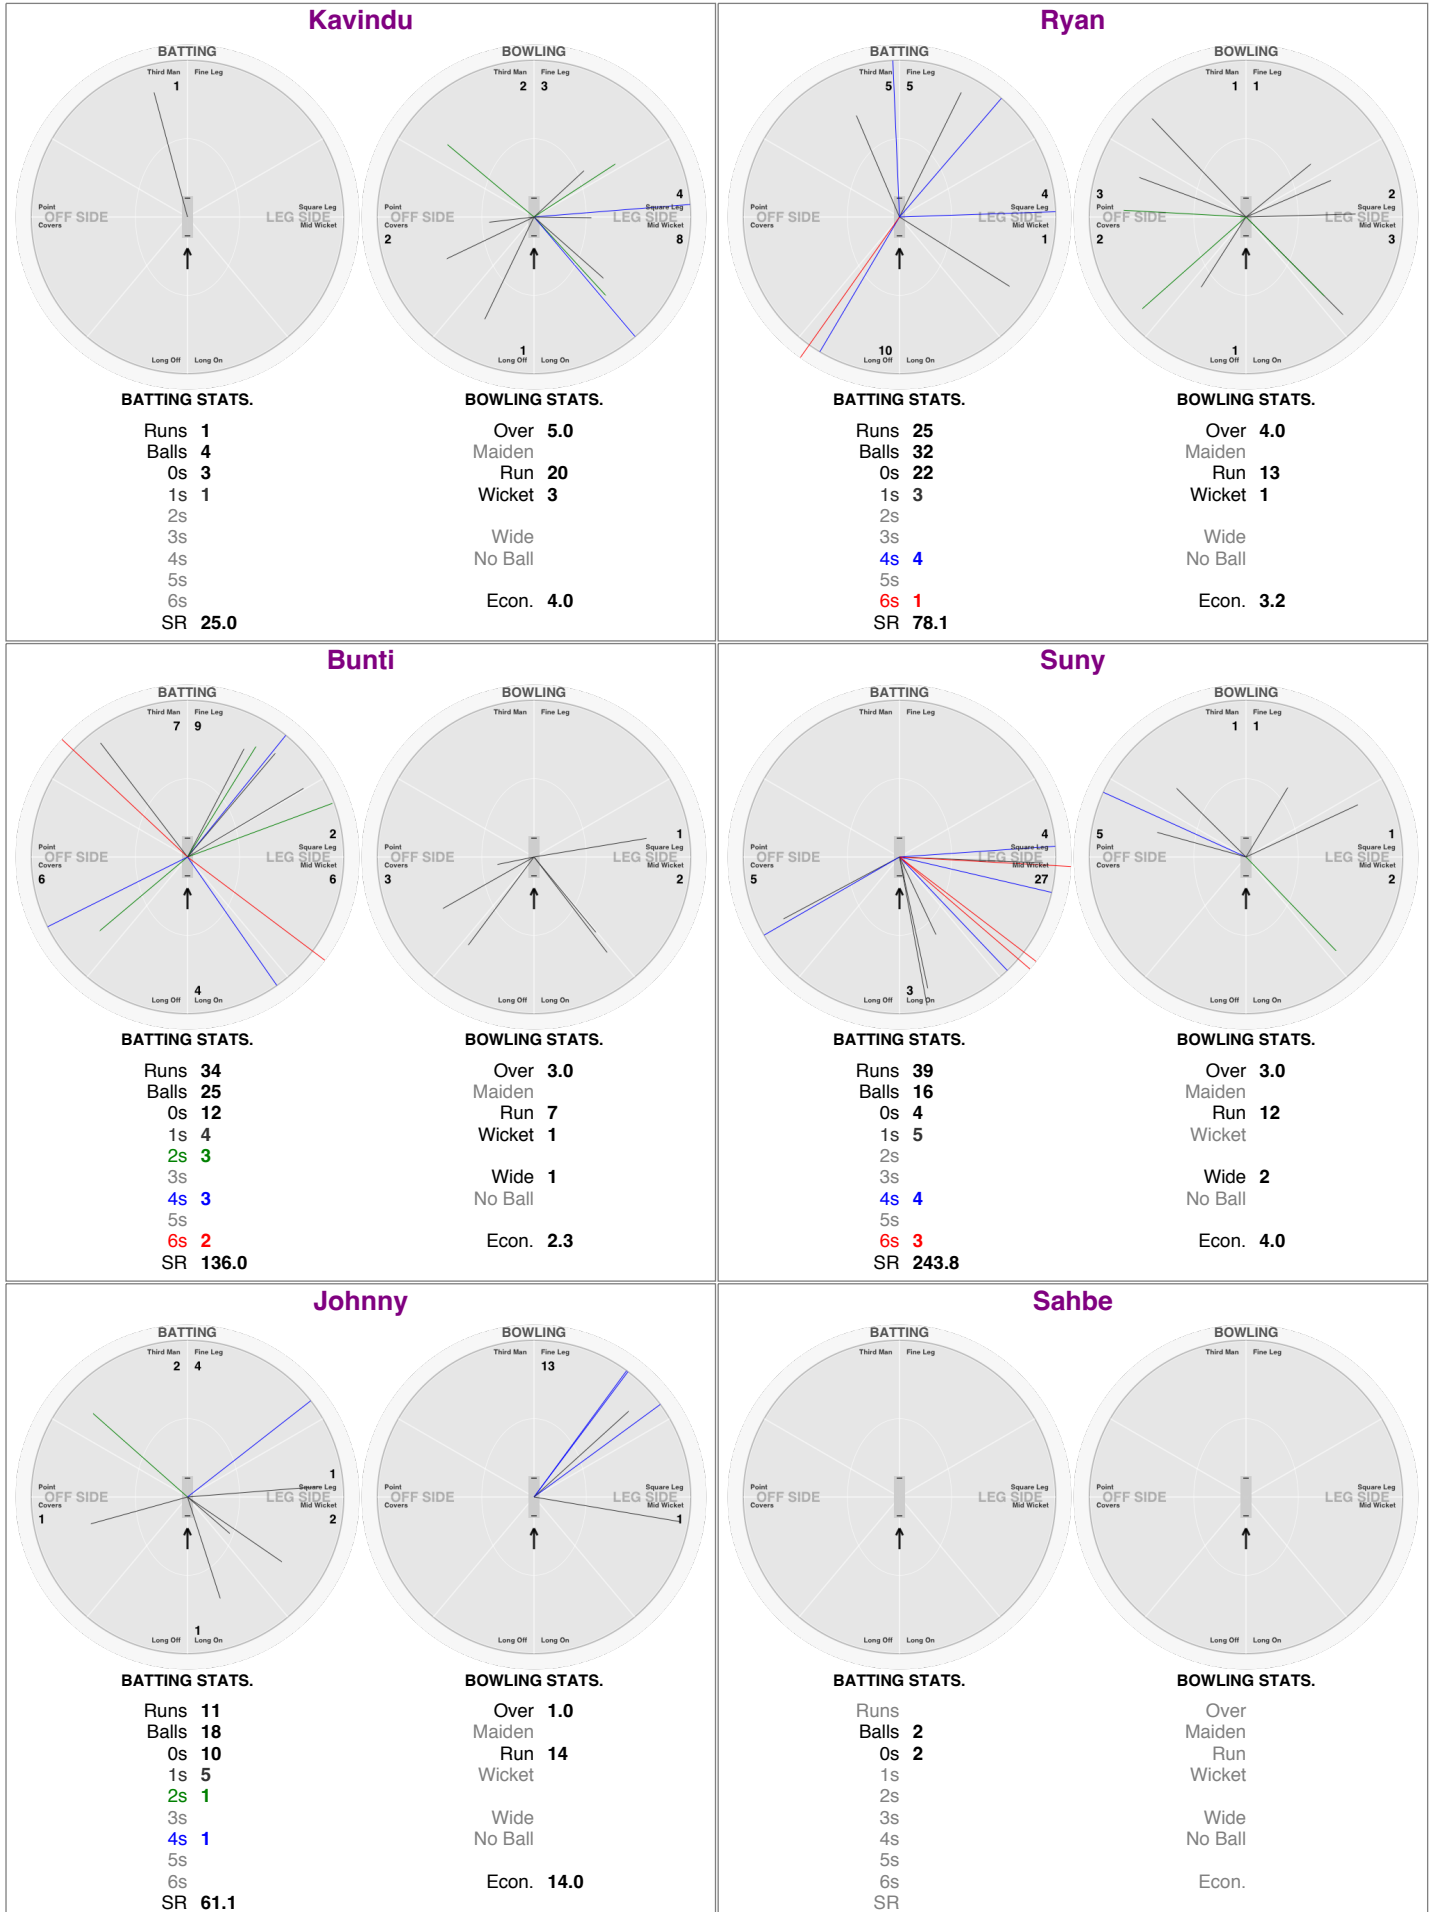 Kavindu
BATTING
Third Man Fine Leg
1
Point
OFF SIDE
Covers
Square Leg
LEG SIDE
Mid Wicket
Long Off Long On
BOWLING
Third Man Fine Leg
2 3
4
Point
OFF SIDE
Covers
2
Square Leg
LEG SIDE
Mid Wicket
8
1
Long Off Long On
BATTING STATS.
Runs 1
Balls 4
0s 3
1s 1
2s
3s
4s
5s
6s
SR 25.0
BOWLING STATS.
Over 5.0
Maiden
Run 20
Wicket 3
Wide
No Ball
Econ. 4.0
Ryan
BATTING
Third Man Fine Leg
5 5
4
Point
OFF SIDE
Covers
Square Leg
LEG SIDE
Mid Wicket
1
10
Long Off Long On
BOWLING
Third Man Fine Leg
1 1
3 2
Point
OFF SIDE
Covers
2
Square Leg
LEG SIDE
Mid Wicket
3
1
Long Off Long On
BATTING STATS.
Runs 25
Balls 32
0s 22
1s 3
2s
3s
4s 4
5s
6s 1
SR 78.1
BOWLING STATS.
Over 4.0
Maiden
Run 13
Wicket 1
Wide
No Ball
Econ. 3.2
Bunti
BATTING
Third Man Fine Leg
7 9
2
Point
OFF SIDE
Covers
6
Square Leg
LEG SIDE
Mid Wicket
6
4
Long Off Long On
BOWLING
Third Man Fine Leg
1
Point
OFF SIDE
Covers
3
Square Leg
LEG SIDE
Mid Wicket
2
Long Off Long On
BATTING STATS.
Runs 34
Balls 25
0s 12
1s 4
2s 3
3s
4s 3
5s
6s 2
SR 136.0
BOWLING STATS.
Over 3.0
Maiden
Run 7
Wicket 1
Wide 1
No Ball
Econ. 2.3
Suny
BATTING
Third Man Fine Leg
4
Point
OFF SIDE
Covers
5
Square Leg
LEG SIDE
Mid Wicket
27
3
Long Off Long On
BOWLING
Third Man Fine Leg
1 1
5 1
Point
OFF SIDE
Covers
Square Leg
LEG SIDE
Mid Wicket
2
Long Off Long On
BATTING STATS.
Runs 39
Balls 16
0s 4
1s 5
2s
3s
4s 4
5s
6s 3
SR 243.8
BOWLING STATS.
Over 3.0
Maiden
Run 12
Wicket
Wide 2
No Ball
Econ. 4.0
Johnny
BATTING
Third Man Fine Leg
2 4
1
Point
OFF SIDE
Covers
1
Square Leg
LEG SIDE
Mid Wicket
2
1
Long Off Long On
BOWLING
Third Man Fine Leg
13
Point
OFF SIDE
Covers
Square Leg
LEG SIDE
Mid Wicket
1
Long Off Long On
BATTING STATS.
Runs 11
Balls 18
0s 10
1s 5
2s 1
3s
4s 1
5s
6s
SR 61.1
BOWLING STATS.
Over 1.0
Maiden
Run 14
Wicket
Wide
No Ball
Econ. 14.0
Sahbe
BATTING
Third Man Fine Leg
Point
OFF SIDE
Covers
Square Leg
LEG SIDE
Mid Wicket
Long Off Long On
BOWLING
Third Man Fine Leg
Point
OFF SIDE
Covers
Square Leg
LEG SIDE
Mid Wicket
Long Off Long On
BATTING STATS.
Runs
Balls 2
0s 2
1s
2s
3s
4s
5s
6s
SR
BOWLING STATS.
Over
Maiden
Run
Wicket
Wide
No Ball
Econ.